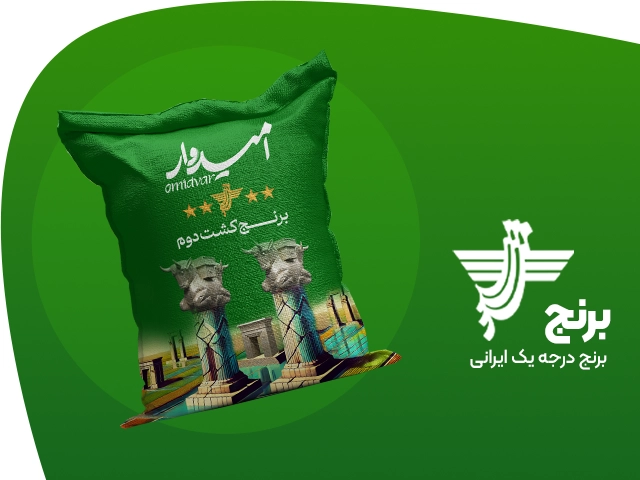 امیدوار
omidvar
برنج کشت دوم
برنج
برنج درجه یک ایرانی